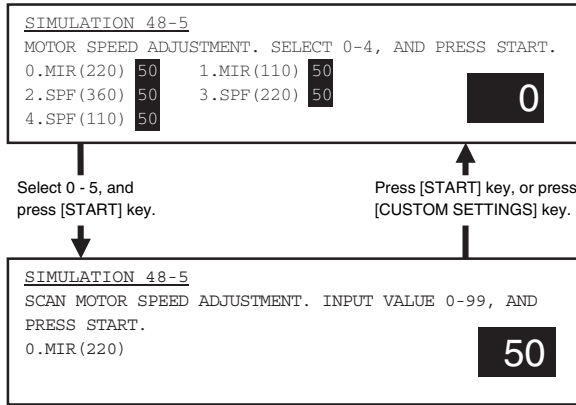 SIMULATION 48-5
MOTOR SPEED ADJUSTMENT. SELECT 0-4, AND PRESS START.
0.MIR(220) 50 1.MIR(110) 50
2.SPF(360) 50 3.SPF(220) 50
4.SPF(110) 50
0
Select 0 - 5, and
press [START] key.
Press [START] key, or press
[CUSTOM SETTINGS] key.
SIMULATION 48-5
SCAN MOTOR SPEED ADJUSTMENT. INPUT VALUE 0-99, AND
PRESS START.
0.MIR(220)
50